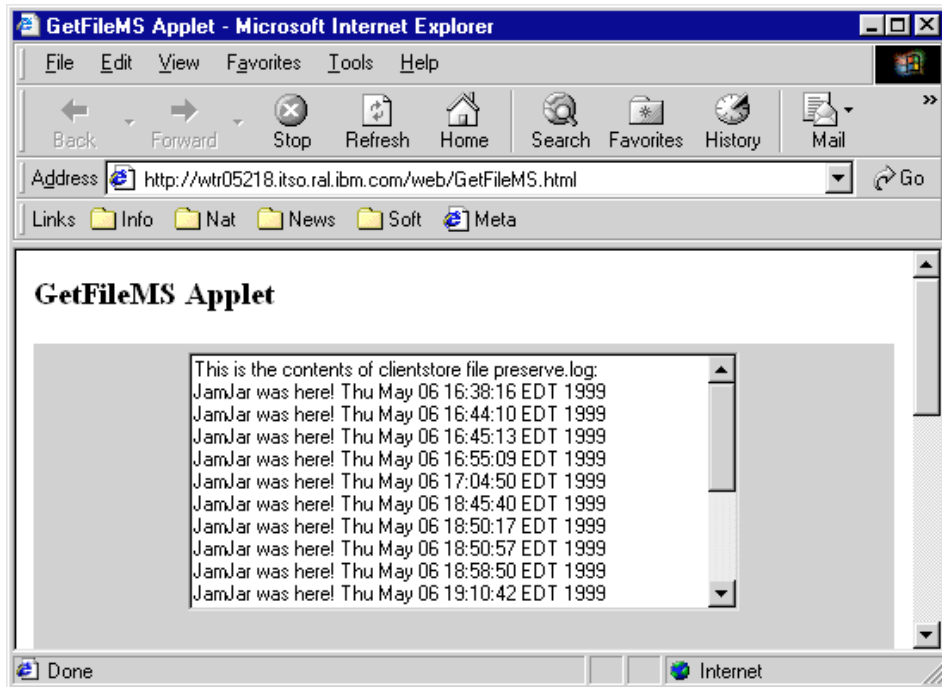 GetFileMS Applet - Microsoft Internet Explorer
File Edit View Favorites Tools Help
Back Forward Stop Refresh Home Search Favorites History Mail »
Address http://wtr05218.itso.ral.ibm.com/web/GetFileMS.html Go
Links Info Nat News Soft Meta
GetFileMS Applet
This is the contents of clientstore file preserve.log:
JamJar was here! Thu May 06 16:38:16 EDT 1999
JamJar was here! Thu May 06 16:44:10 EDT 1999
JamJar was here! Thu May 06 16:45:13 EDT 1999
JamJar was here! Thu May 06 16:55:09 EDT 1999
JamJar was here! Thu May 06 17:04:50 EDT 1999
JamJar was here! Thu May 06 18:45:40 EDT 1999
JamJar was here! Thu May 06 18:50:17 EDT 1999
JamJar was here! Thu May 06 18:50:57 EDT 1999
JamJar was here! Thu May 06 18:58:50 EDT 1999
JamJar was here! Thu May 06 19:10:42 EDT 1999
Done Internet